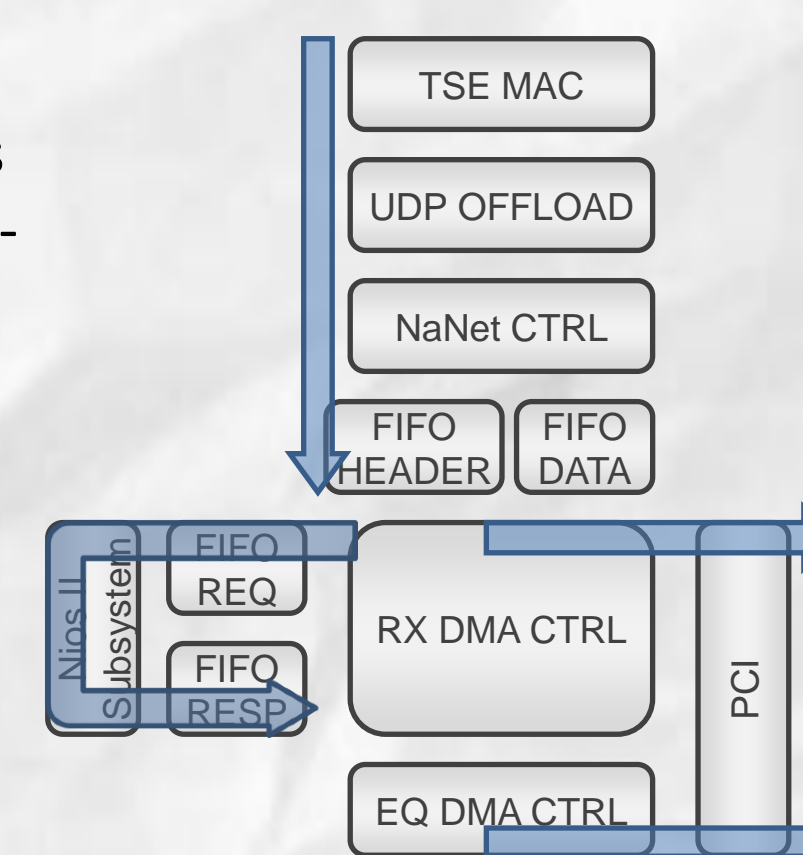 TSE MAC
s
UDP OFFLOAD
-
NaNet CTRL
FIFO
HEADER
FIFO
DATA
Nios II
Subsystem
FIFO
REQ
FIFO
RESP
RX DMA CTRL
PCI
EQ DMA CTRL